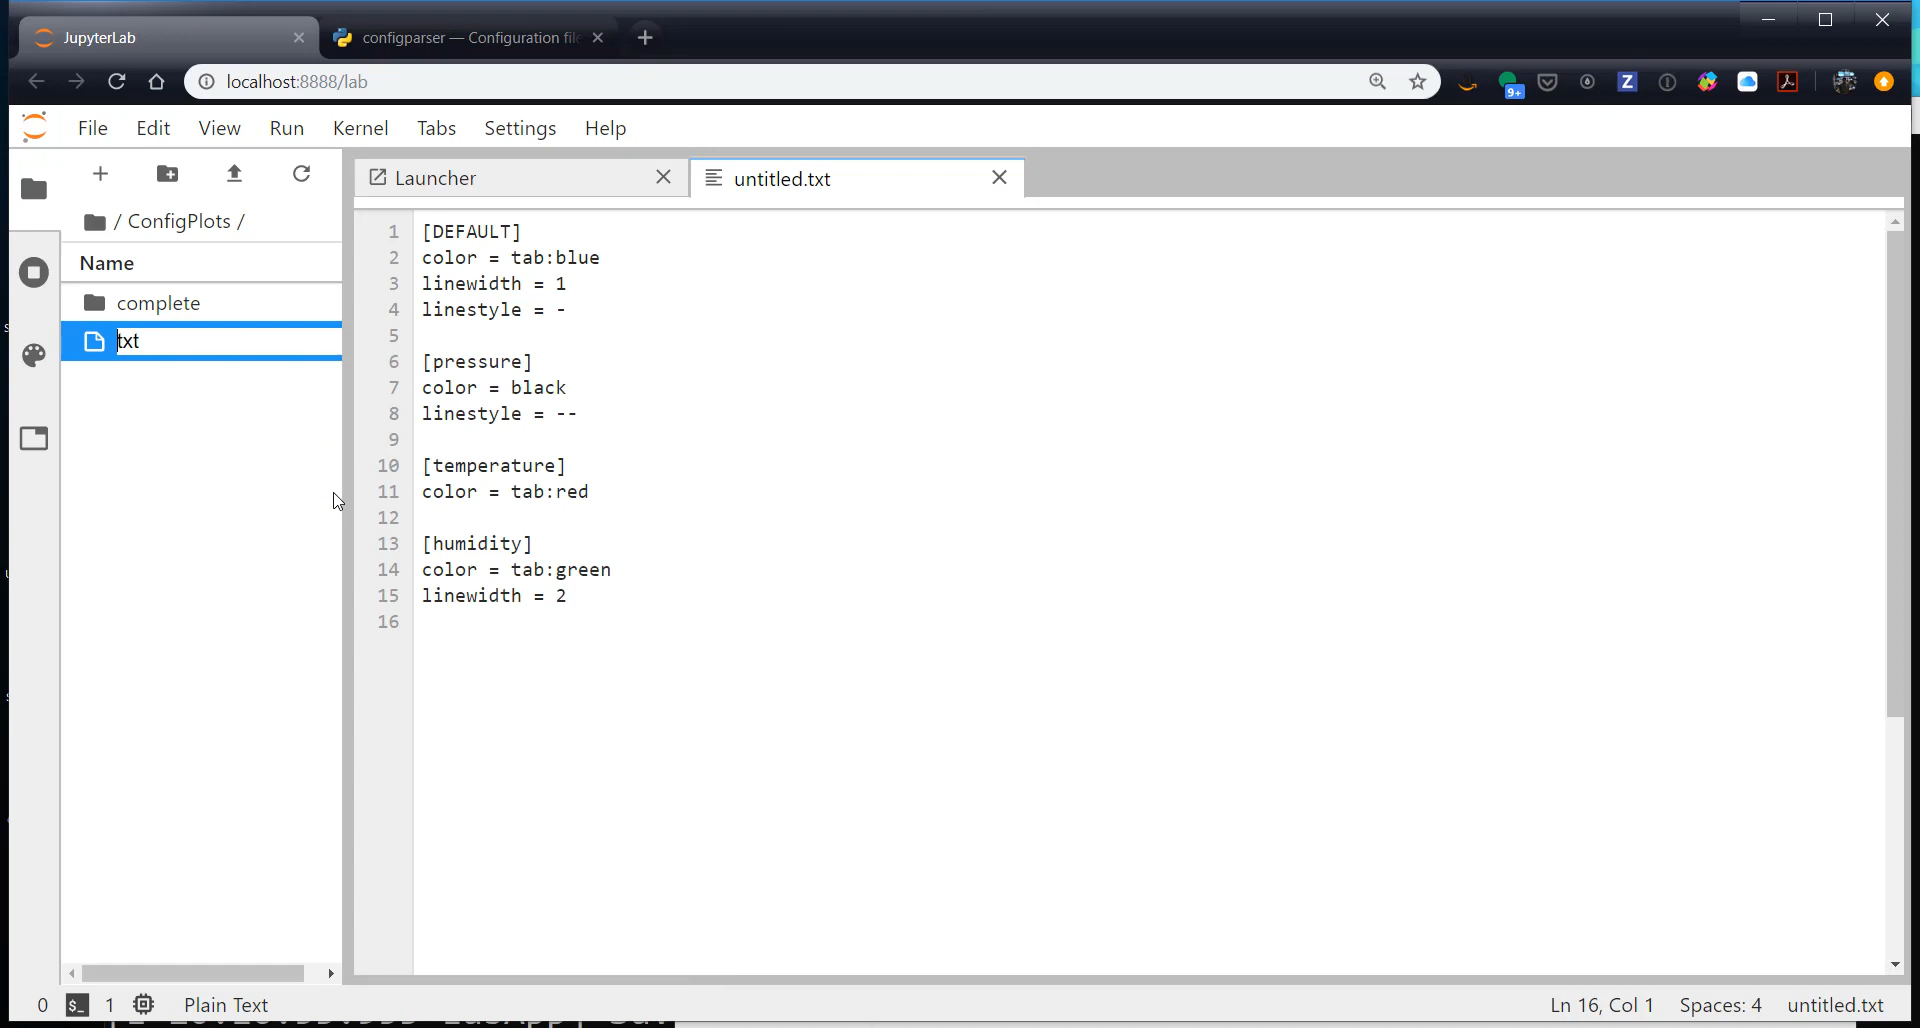 JupyterLab
configparser — Configuration file
localhost:8888/lab
9+
Z
File Edit View Run Kernel Tabs Settings Help
/ ConfigPlots /
Name
complete
txt
Launcher
untitled.txt
1 [DEFAULT]
2 color = tab:blue
3 linewidth = 1
4 linestyle = -
5
6 [pressure]
7 color = black
8 linestyle = --
9
10 [temperature]
11 color = tab:red
12
13 [humidity]
14 color = tab:green
15 linewidth = 2
16
0 $_ 1 Plain Text Ln 16, Col 1 Spaces: 4 untitled.txt